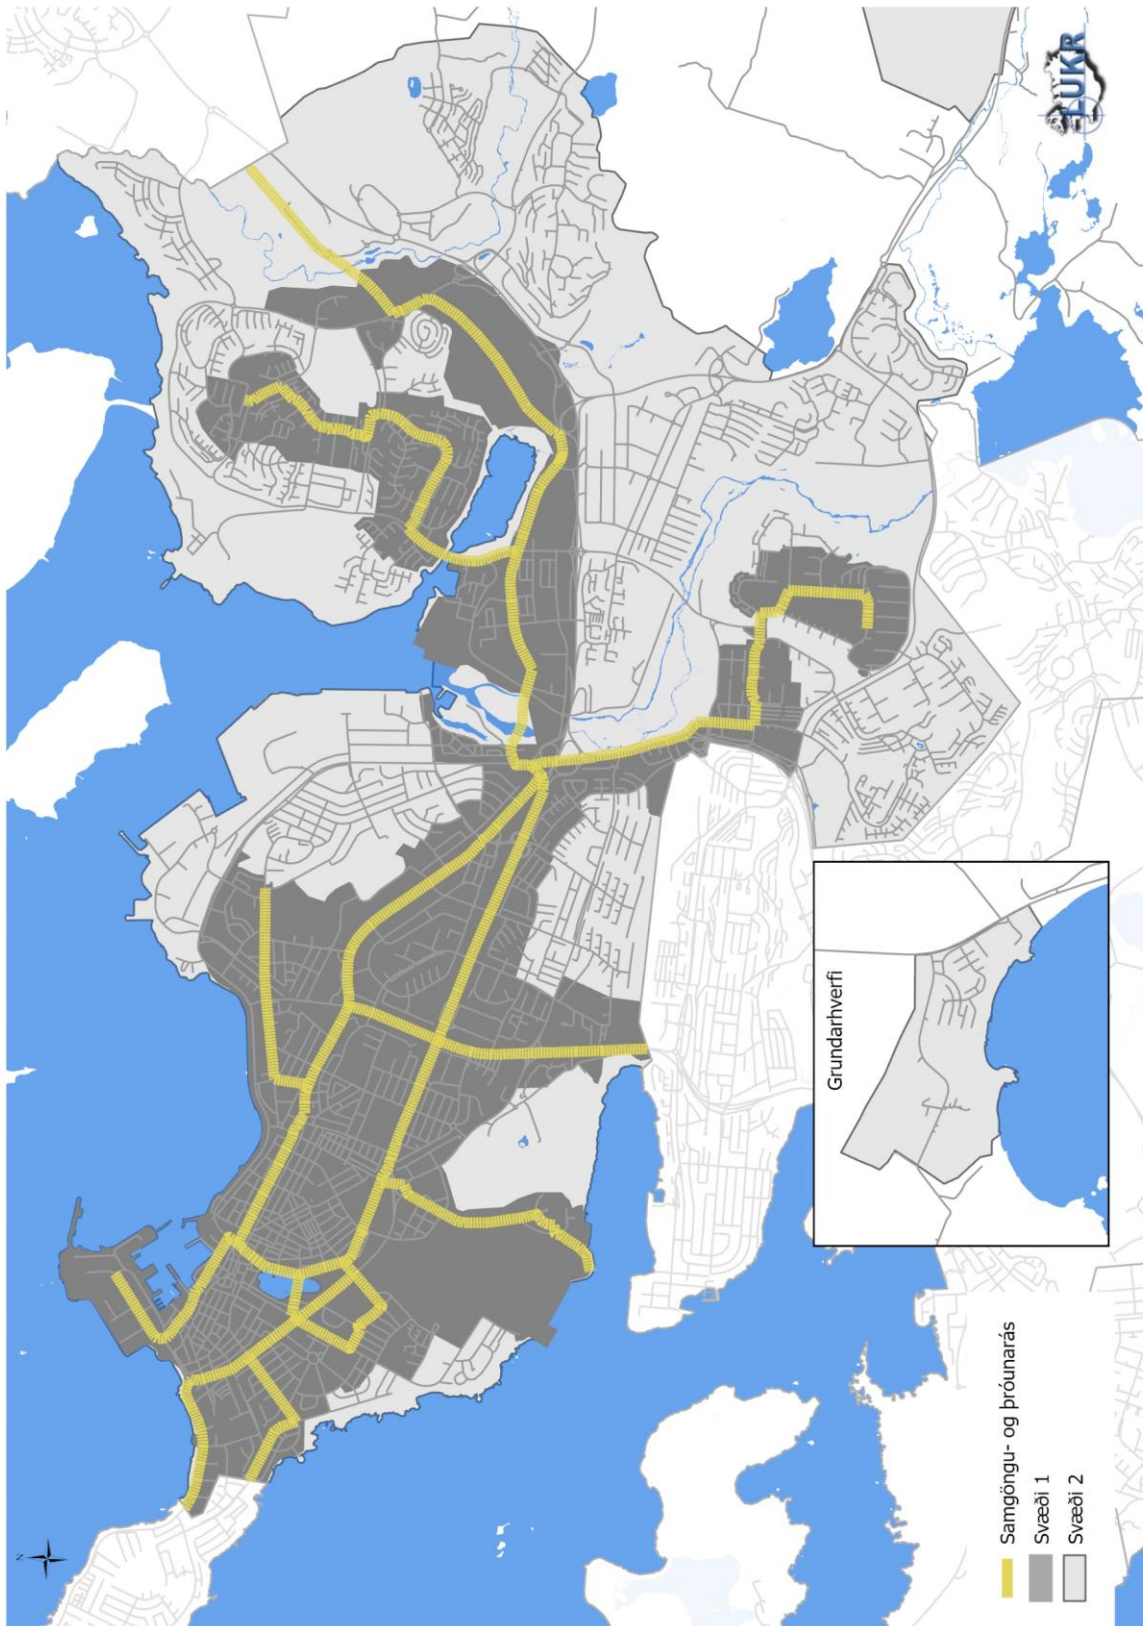 LUKR
Grundarhverfi
Samgöngu- og þróunarás
Svæði 1
Svæði 2
N